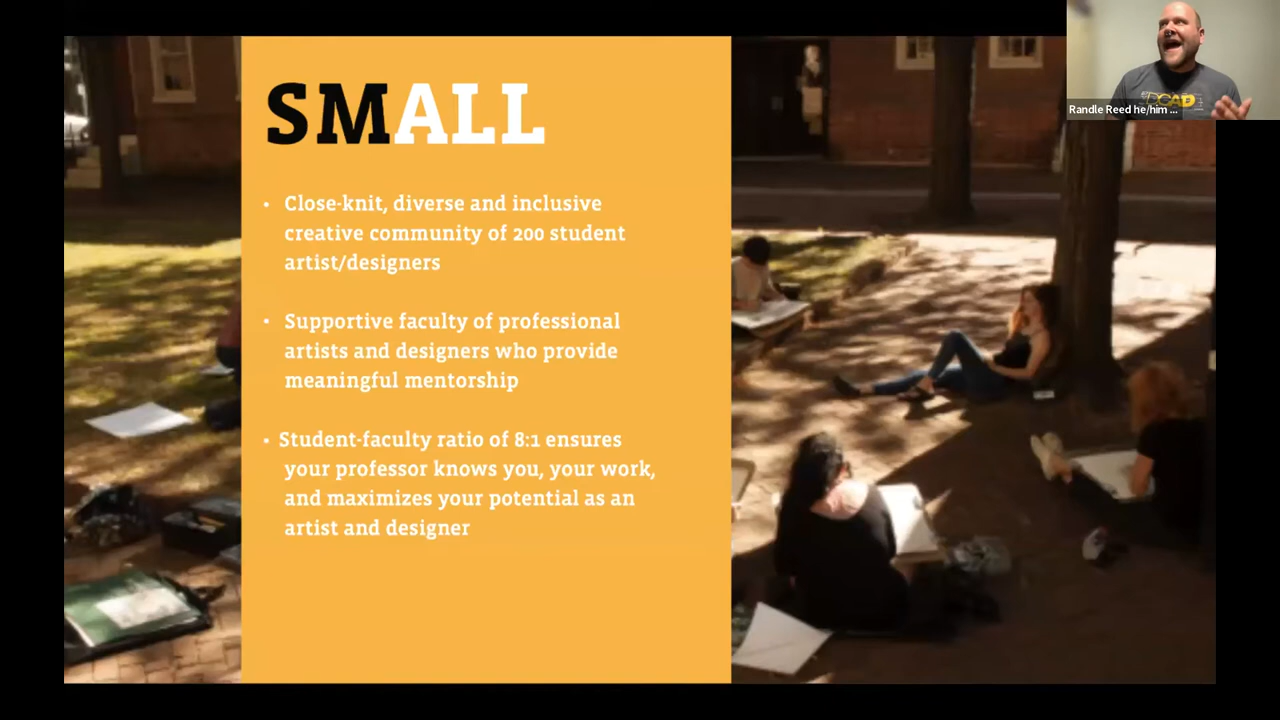 SMALL
Randle Reed he/him ...
• Close-knit, diverse and inclusive
creative community of 200 student
artist/designers
• Supportive faculty of professional
artists and designers who provide
meaningful mentorship
• Student-faculty ratio of 8:1 ensures
your professor knows you, your work,
and maximizes your potential as an
artist and designer